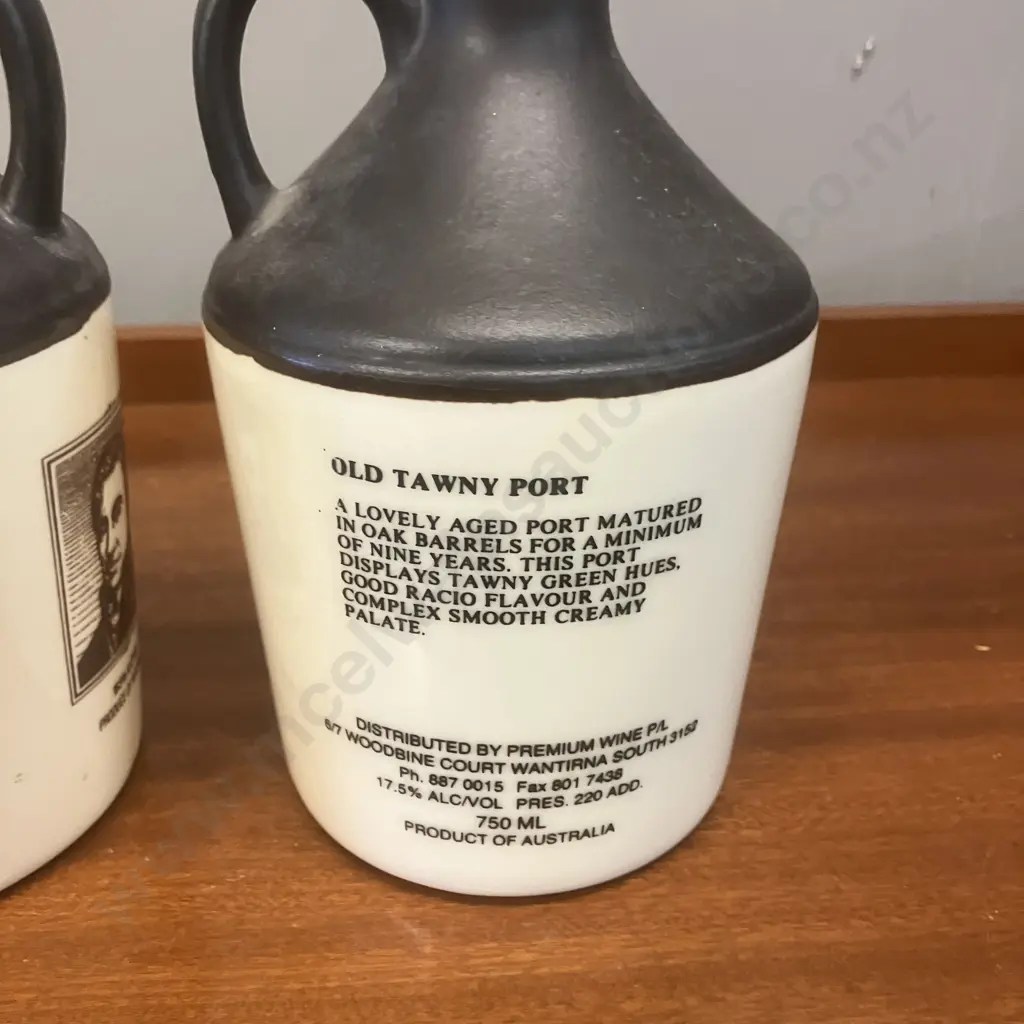 OLD TAWNY PORT
A LOVELY AGED PORT MATURED
IN OAK BARRELS FOR A MINIMUM
OF NINE YEARS. THIS PORT
DISPLAYS TAWNY GREEN HUES,
GOOD RACIO FLAVOUR AND
COMPLEX SMOOTH CREAMY
PALATE.
DISTRIBUTED BY PREMIUM WINE P/L
6/7 WOODBINE COURT WANTIRNA SOUTH 3152
Ph. 887 0015 Fax 801 7438
17.5% ALC/VOL PRES. 220 ADD.
750 ML
PRODUCT OF AUSTRALIA